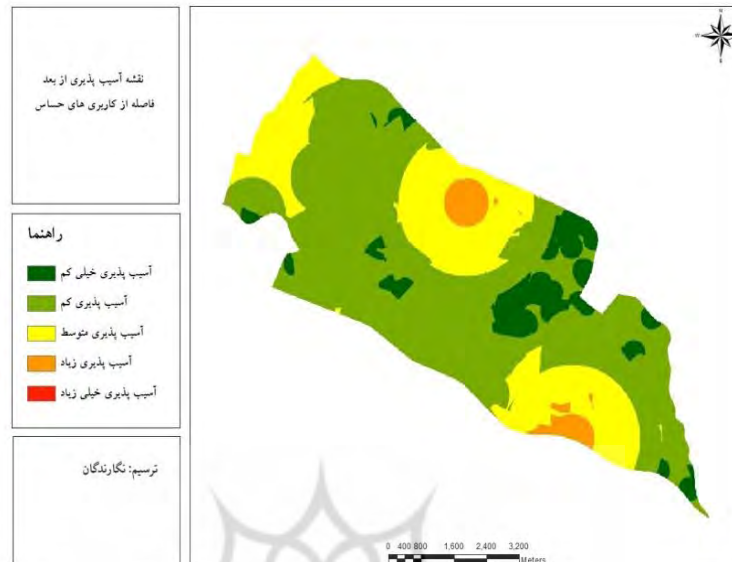 نقشه آسیب پذیری از بعد
فاصله از کاربری های حساس
راهنما
آسیب پذیری خیلی کم
آسیب پذیری کم
آسیب پذیری متوسط
آسیب پذیری زیاد
آسیب پذیری خیلی زیاد
ترسیم: نگارندگان
N
W E
S
0 400 800 1,600 2,400 3,200
Meters